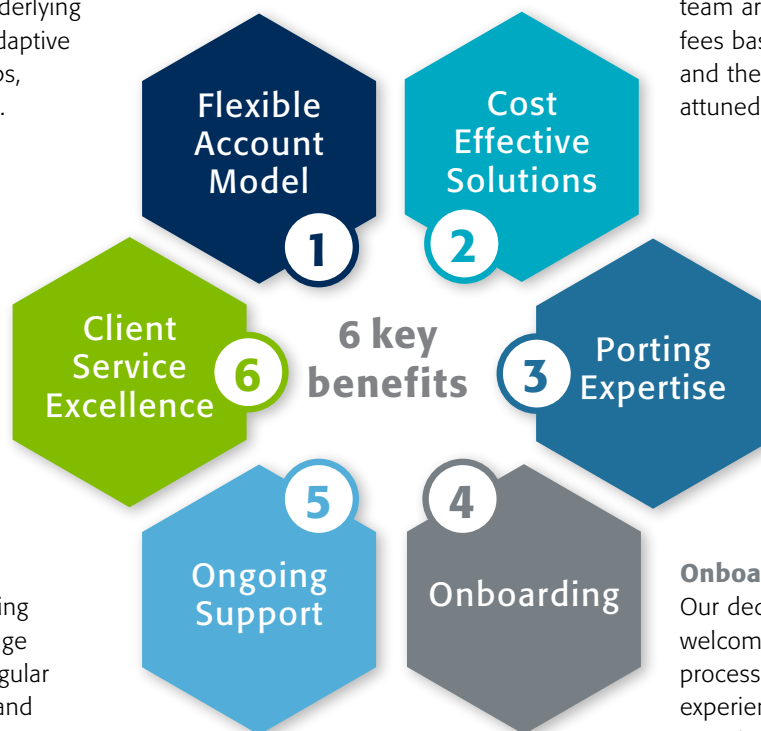 daptive
team ar
fees bas
and the
attuned
Flexible
Account
Model
1
Cost
Effective
Solutions
2
6 key
benefits
3
Porting
Expertise
Client
Service
Excellence
6
5
Ongoing
Support
4
Onboarding
ing
ge
gular
and
Onboa
Our dec
welcom
process
experien